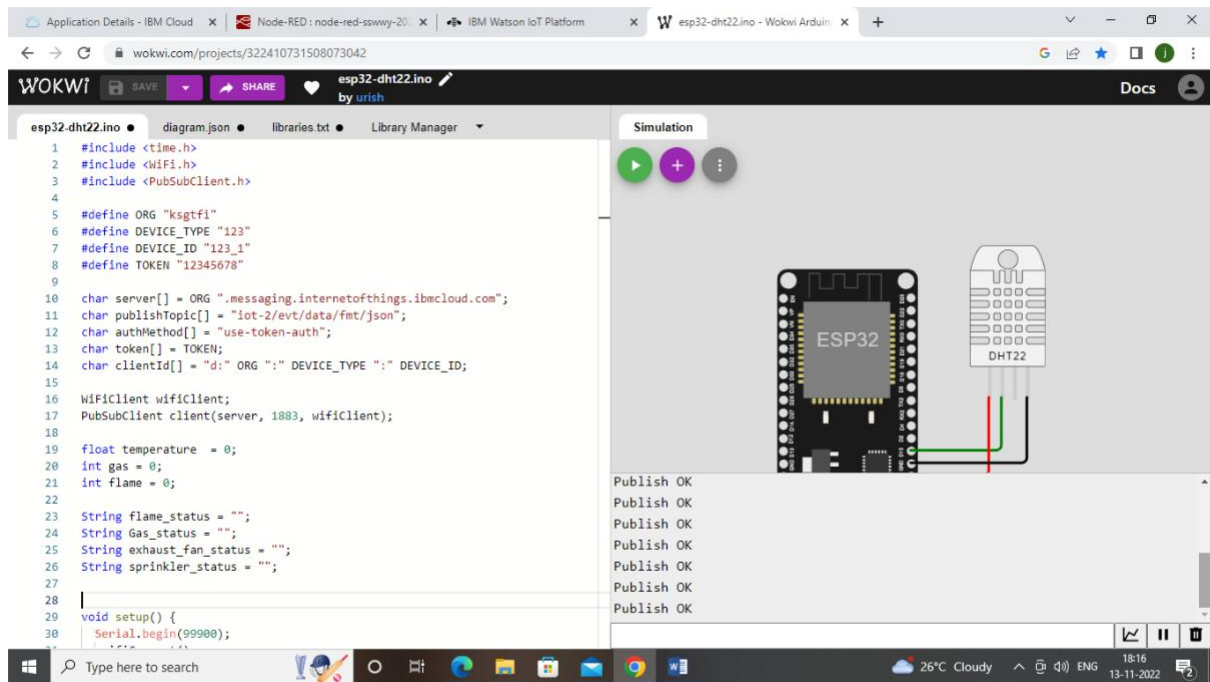 Application Details - IBM Cloud
Node-RED : node-red-sswwy-20
IBM Watson IoT Platform
esp32-dht22.ino - Wokwi Arduin
wokwi.com/projects/322410731508073042
WOKWI
SAVE
SHARE
esp32-dht22.ino
by urish
Docs
esp32-dht22.ino
diagram.json
libraries.txt
Library Manager
1 #include <time.h>
2 #include <WiFi.h>
3 #include <PubSubClient.h>
4
5 #define ORG "ksgtfi"
6 #define DEVICE_TYPE "123"
7 #define DEVICE_ID "123_1"
8 #define TOKEN "12345678"
9
10 char server[] = ORG ".messaging.internetofthings.ibmcloud.com";
11 char publishTopic[] = "iot-2/evt/data/fmt/json";
12 char authMethod[] = "use-token-auth";
13 char token[] = TOKEN;
14 char clientId[] = "d:" ORG ":" DEVICE_TYPE ":" DEVICE_ID;
15
16 WiFiClient wifiClient;
17 PubSubClient client(server, 1883, wifiClient);
18
19 float temperature  = 0;
20 int gas = 0;
21 int flame = 0;
22
23 String flame_status = "";
24 String Gas_status = "";
25 String exhaust_fan_status = "";
26 String sprinkler_status = "";
27
28
29 void setup() {
30 Serial.begin(99900);
Simulation
ESP32
DHT22
Publish OK
Publish OK
Publish OK
Publish OK
Publish OK
Publish OK
Publish OK
Type here to search
26°C Cloudy
ENG
18:16
13-11-2022